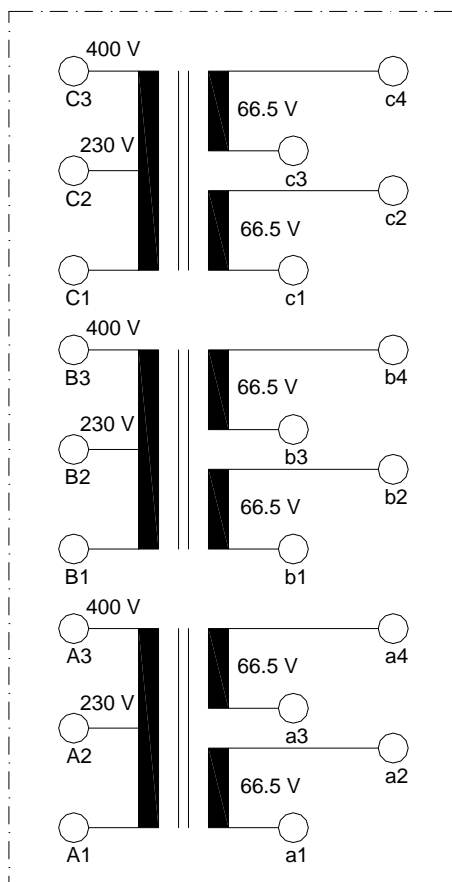 400 V
C3
c4
66.5 V
230 V
c3
C2
c2
66.5 V
C1
c1
400 V
B3
b4
66.5 V
230 V
b3
B2
b2
66.5 V
B1
b1
400 V
A3
a4
66.5 V
230 V
a3
A2
a2
66.5 V
A1
a1